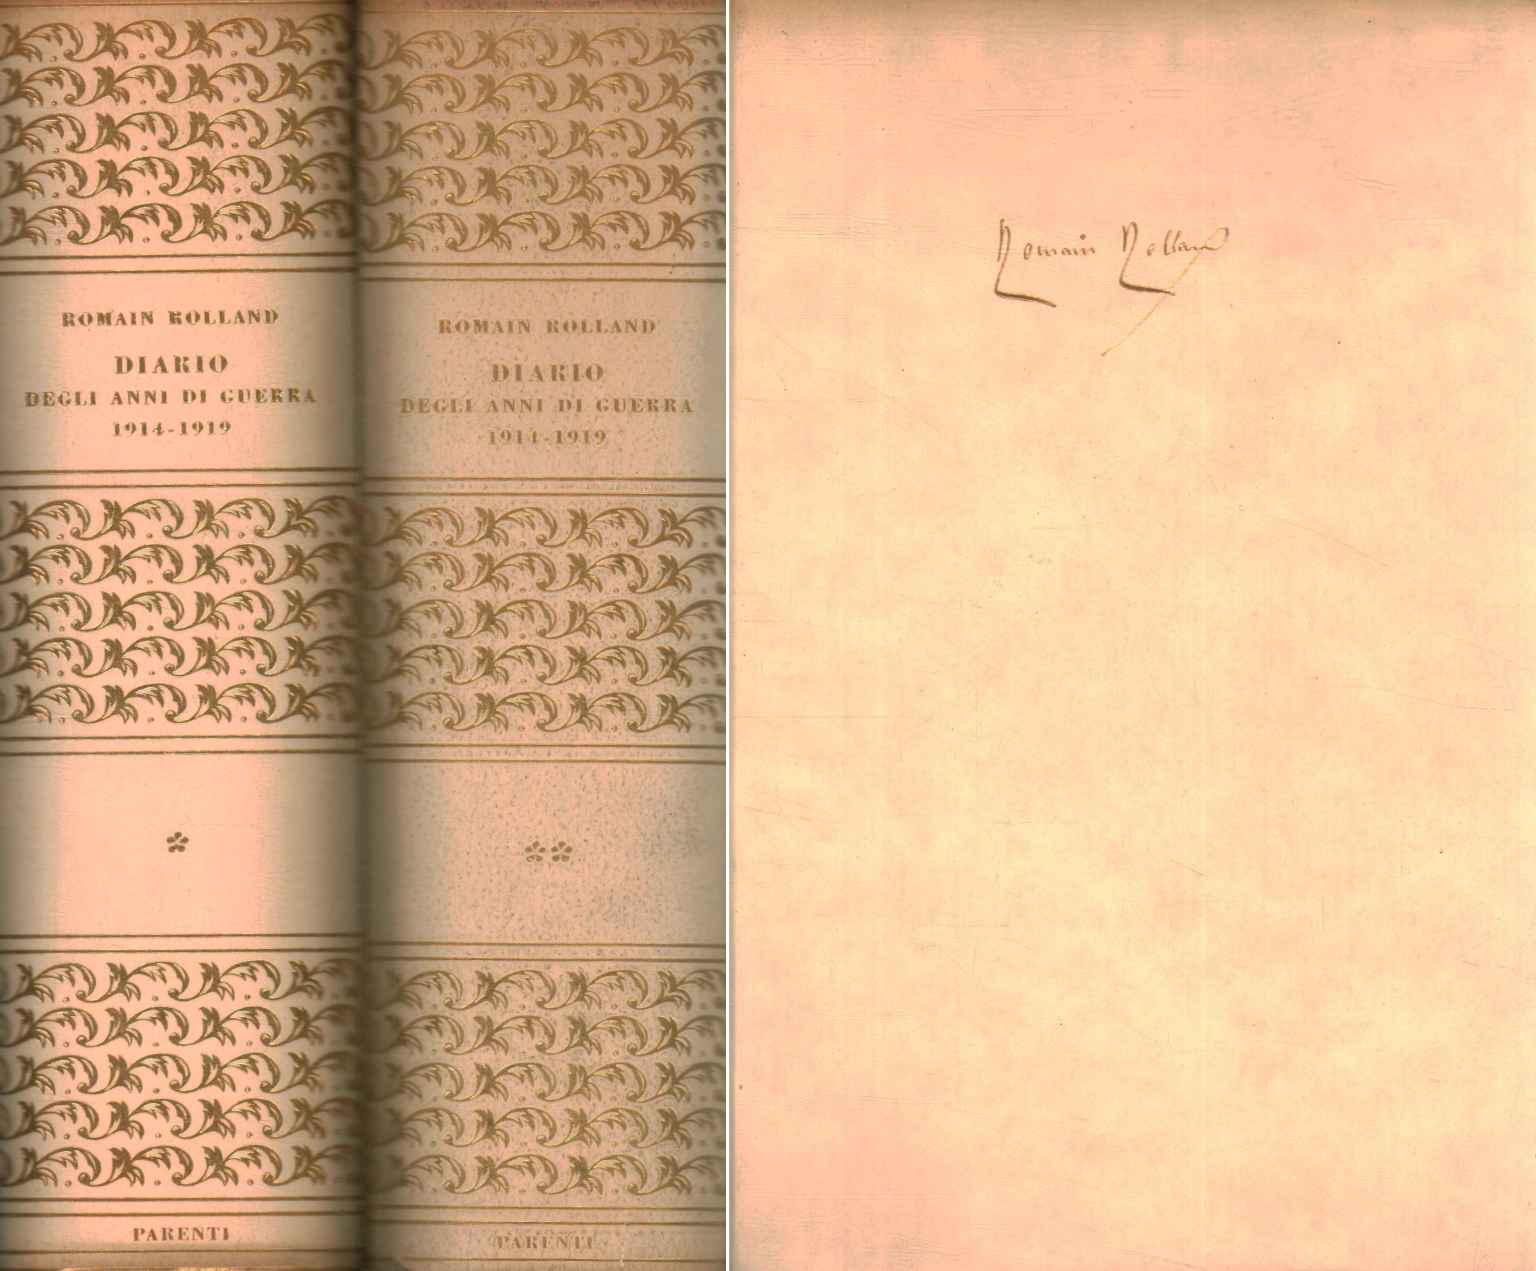 ROMAIN ROLLAND
DIARIO
DEGLI ANNI DI GUERRA
1914-1919
PARENTI
ROMAIN ROLLAND
DIARIO
DEGLI ANNI DI GUERRA
1914-1919
PARENTI
Romain Rolland